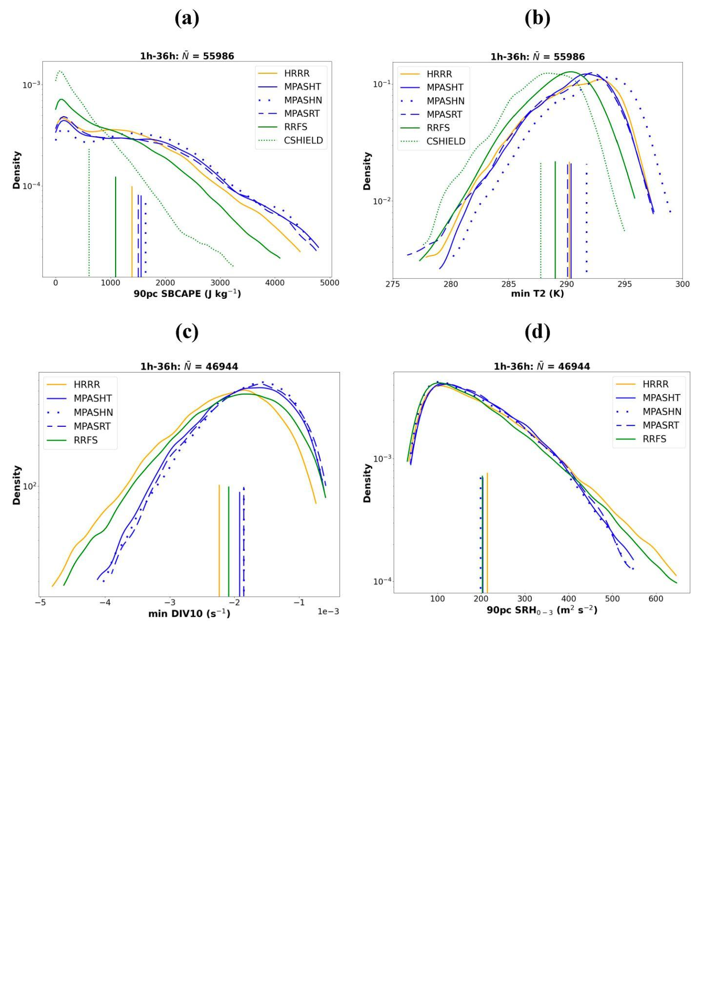 (a)
1h-36h: N̄ = 55986
HRRR
MPASHT
MPASHN
MPASRT
RRFS
CSHIELD
Density
10⁻³
10⁻⁴
0 1000 2000 3000 4000 5000
90pc SBCAPE (J kg⁻¹)
(b)
1h-36h: N̄ = 55986
HRRR
MPASHT
MPASHN
MPASRT
RRFS
CSHIELD
Density
10⁻¹
10⁻²
275 280 285 290 295 300
min T2 (K)
(c)
1h-36h: N̄ = 46944
HRRR
MPASHT
MPASHN
MPASRT
RRFS
Density
10²
−5 −4 −3 −2 −1
1e−3
min DIV10 (s⁻¹)
(d)
1h-36h: N̄ = 46944
HRRR
MPASHT
MPASHN
MPASRT
RRFS
Density
10⁻³
10⁻⁴
100 200 300 400 500 600
90pc SRH₀₋₃ (m² s⁻²)